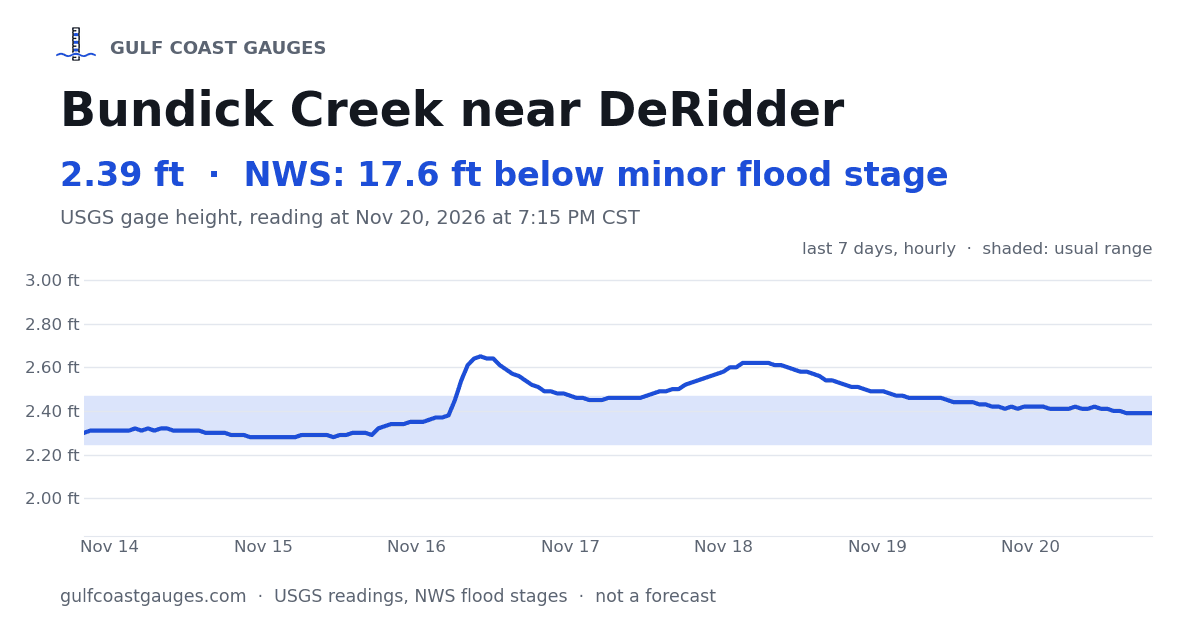 GULF COAST GAUGES
Bundick Creek near DeRidder
2.39 ft · NWS: 17.6 ft below minor flood stage
USGS gage height, reading at Nov 20, 2026 at 7:15 PM CST
last 7 days, hourly · shaded: usual range
3.00 ft
2.80 ft
2.60 ft
2.40 ft
2.20 ft
2.00 ft
Nov 14 Nov 15 Nov 16 Nov 17 Nov 18 Nov 19 Nov 20
gulfcoastgauges.com · USGS readings, NWS flood stages · not a forecast